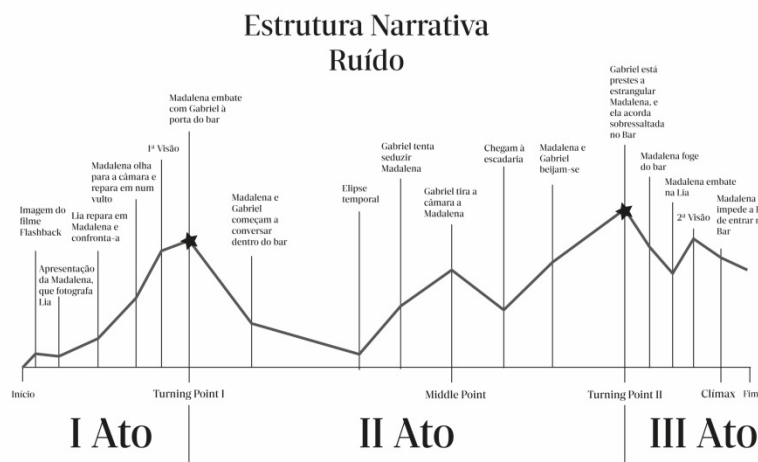 Estrutura Narrativa
Ruído
Imagem do
filme
Flashback
Apresentação
da Madalena,
que fotografa
Lia
Lia repara em
Madalena e
confronta-a
Madalena olha
para a câmara e
repara em num
vulto
1ª Visão
Madalena embate
com Gabriel à
porta do bar
Madalena e
Gabriel
começam a
conversar
dentro do bar
Elipse
temporal
Gabriel tenta
seduzir
Madalena
Gabriel tira a
câmara a
Madalena
Chegam à
escadaria
Madalena e
Gabriel
beijam-se
Gabriel está
prestes a
estrangular
Madalena, e
ela acorda
sobressaltada
no Bar
Madalena foge
do bar
Madalena embate
na Lia
2ª Visão
Madalena
impede a
de entrar
Bar
Início
Turning Point I
Middle Point
Turning Point II
Clímax
Fim
I Ato
II Ato
III Ato